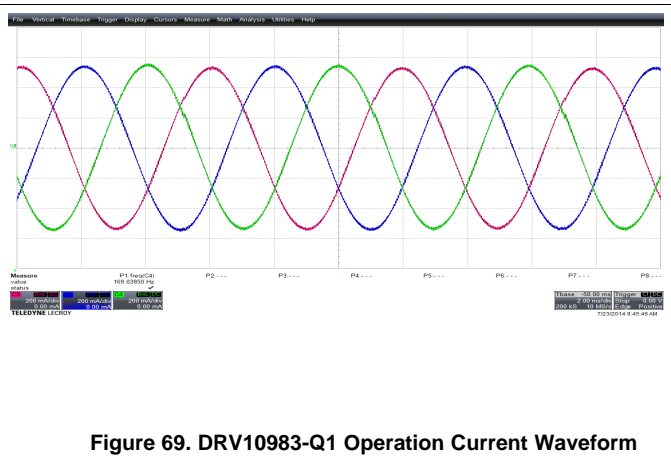 File Vertical Timebase Trigger Display Cursors Measure Math Analysis Utilities Help
Measure P1:freq(C4) P2:- - - P3:- - - P4:- - - P5:- - - P6:- - - P7:- - - P8:- - -
value 169.03850 Hz
status
200 mA/div 200 mA/div 200 mA/div
0.00 mA 0.00 mA 0.00 mA
Tbase -50.00 ms Trigger
2.00 ms/div Stop 0.00 V
200 kS 10 MS/s Edge Positive
TELEDYNE LECROY 7/23/2014 9:45:46 AM
Figure 69. DRV10983-Q1 Operation Current Waveform